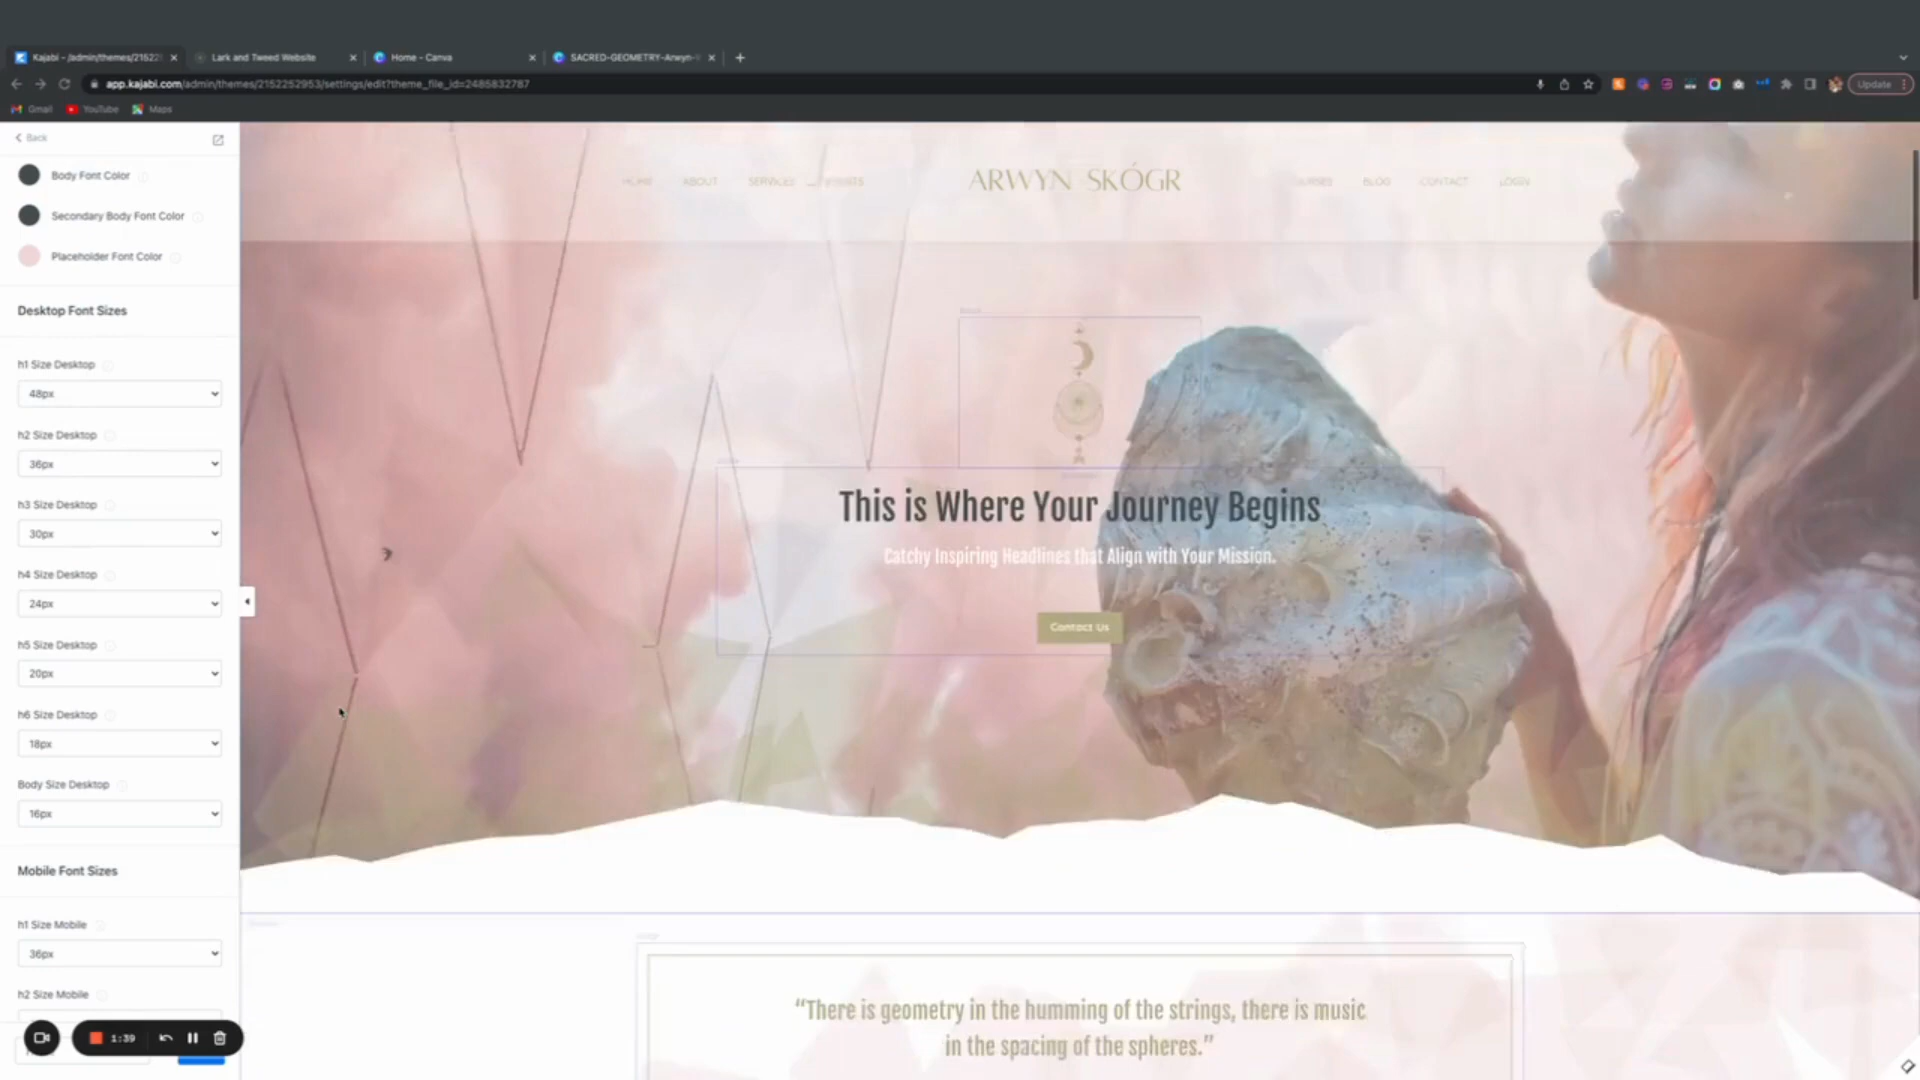 Kajabi - /admin/themes/21522
Lark and Tweed Website
Home - Canva
SACRED-GEOMETRY-Arwyn-
app.kajabi.com/admin/themes/2152252953/settings/edit?theme_file_id=2485832787
Update
Gmail
YouTube
Maps
Back
Body Font Color
Secondary Body Font Color
Placeholder Font Color
Desktop Font Sizes
h1 Size Desktop
48px
h2 Size Desktop
36px
h3 Size Desktop
30px
h4 Size Desktop
24px
h5 Size Desktop
20px
h6 Size Desktop
18px
Body Size Desktop
16px
Mobile Font Sizes
h1 Size Mobile
36px
h2 Size Mobile
1:39
HOME ABOUT SERVICES
ARWYN SKÓGR
BLOG CONTACT LOGIN
This is Where Your Journey Begins
Catchy Inspiring Headlines that Align with Your Mission.
Contact Us
“There is geometry in the humming of the strings, there is music
in the spacing of the spheres.”